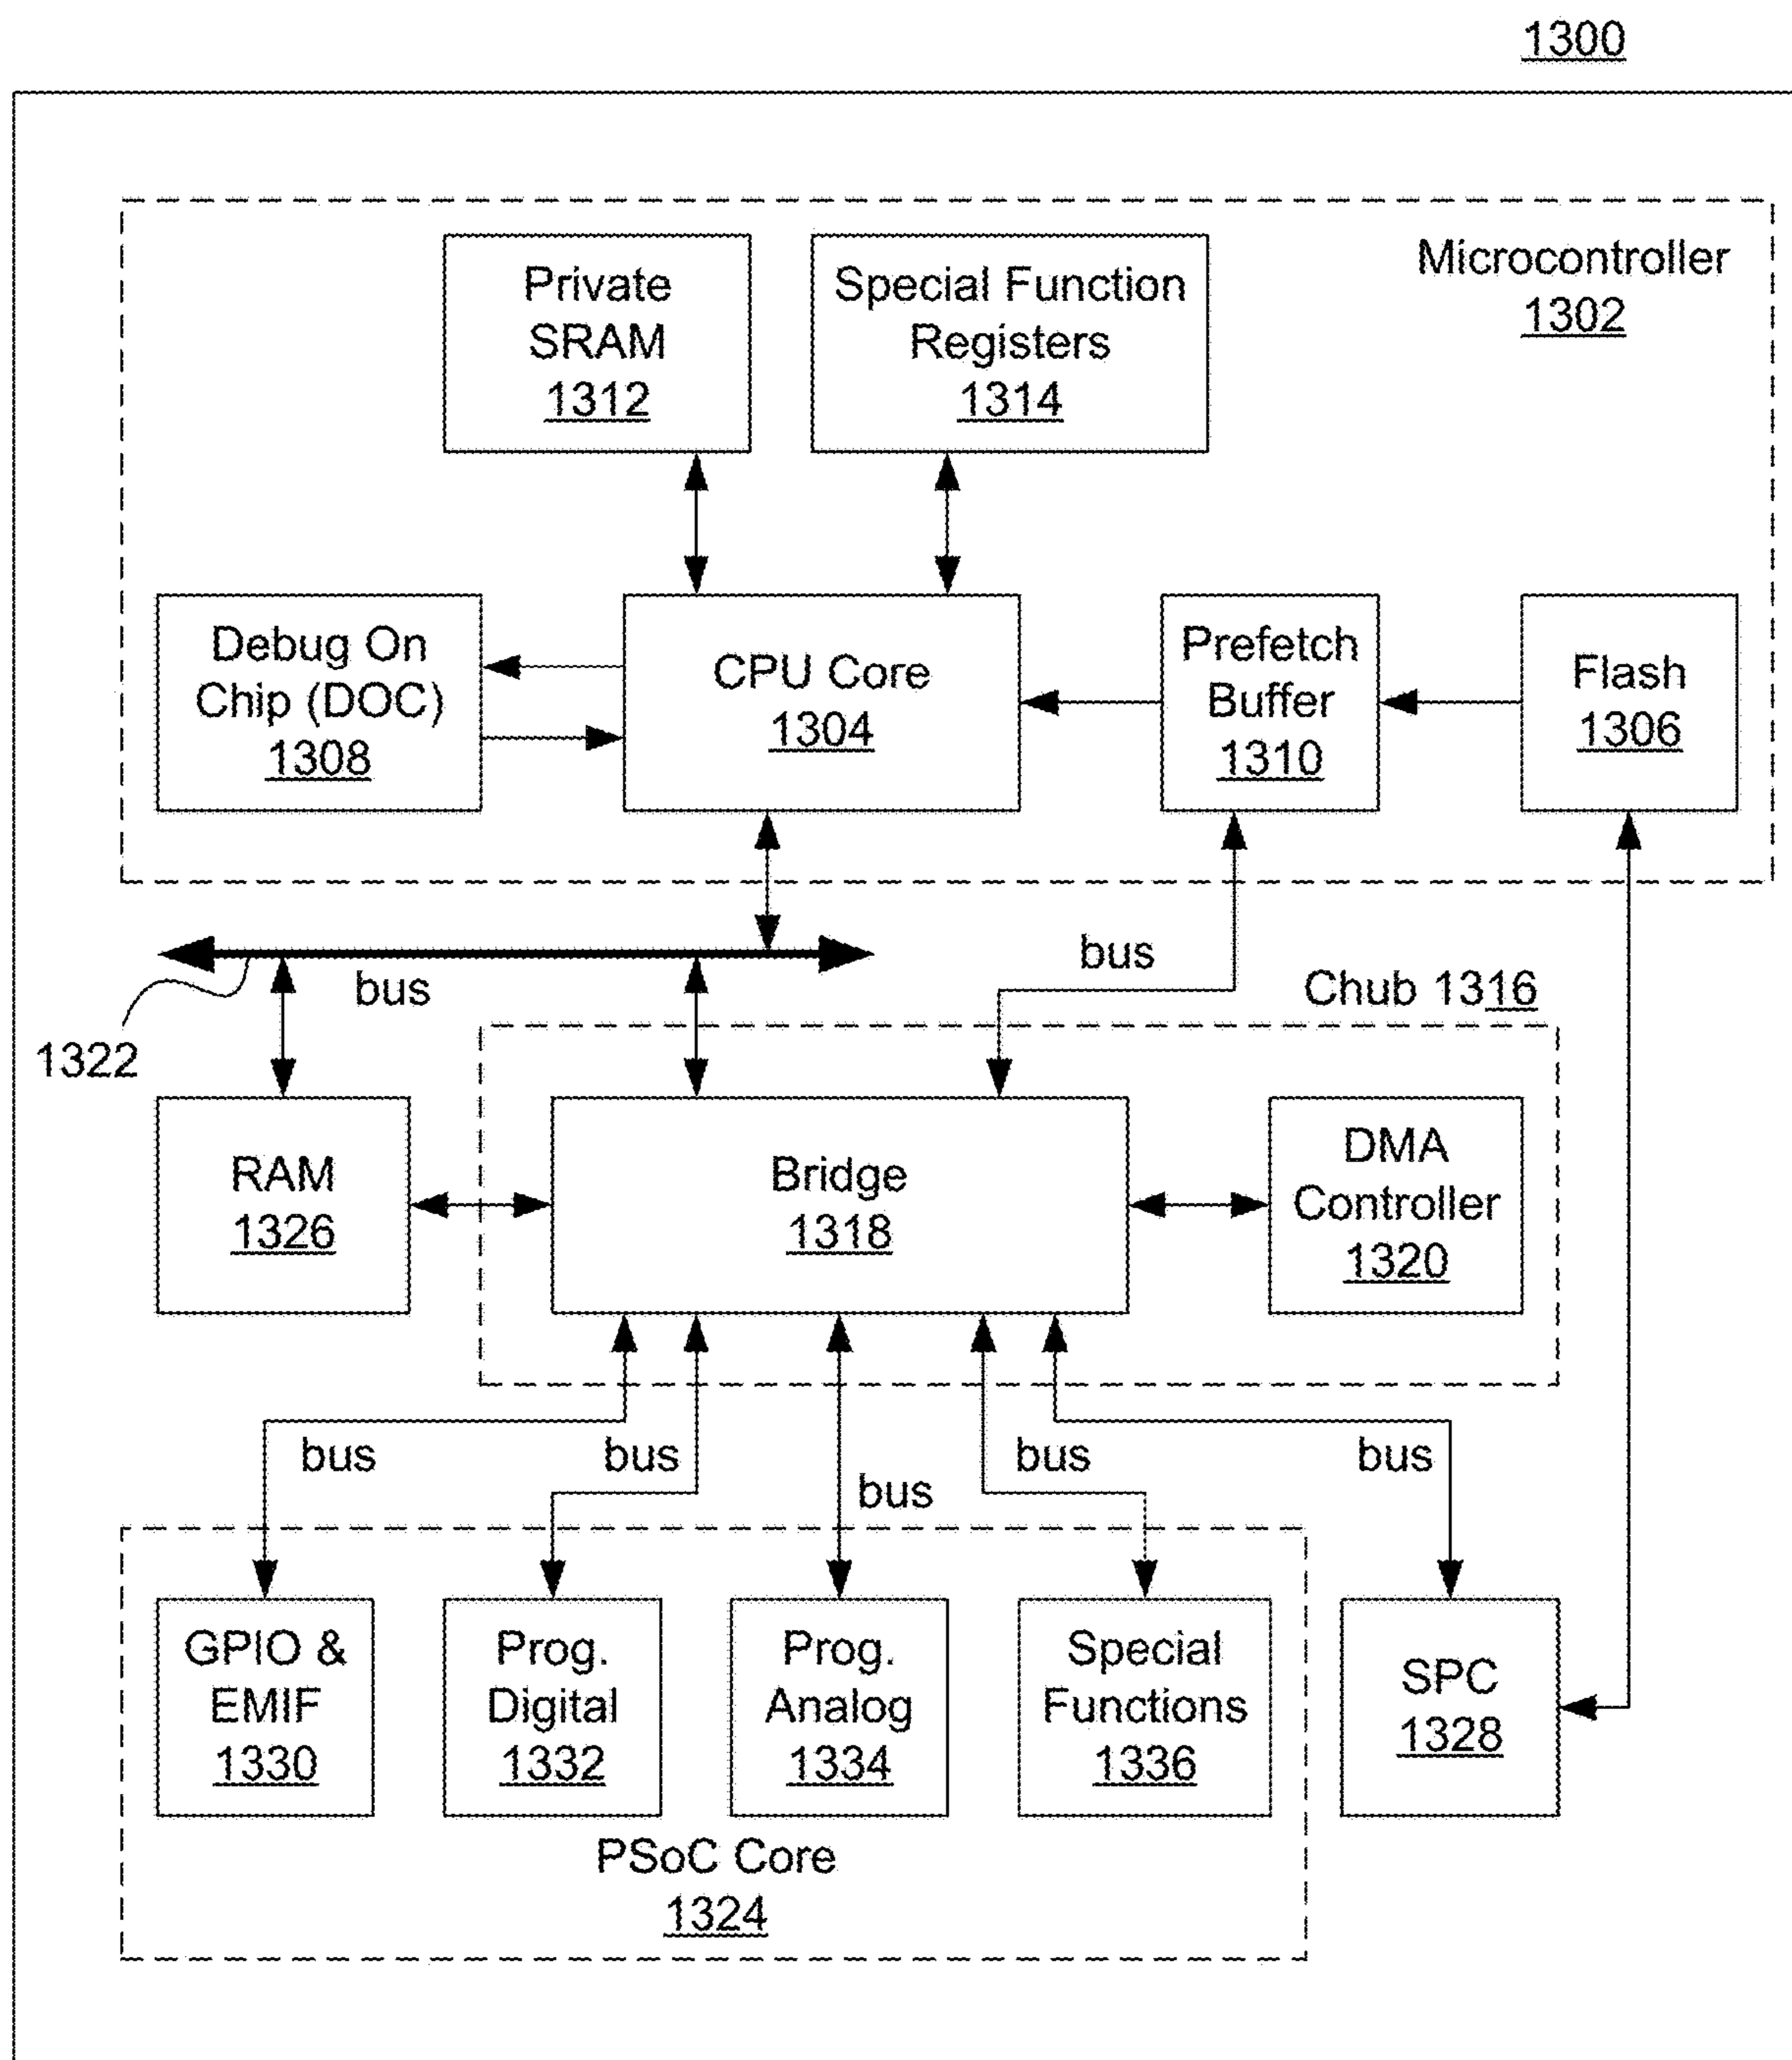 1300
Microcontroller
1302
Private
SRAM
1312
Special Function
Registers
1314
Debug On
Chip (DOC)
1308
CPU Core
1304
Prefetch
Buffer
1310
Flash
1306
bus
1322
bus
Chub 1316
RAM
1326
Bridge
1318
DMA
Controller
1320
bus
bus
bus
bus
bus
GPIO &
EMIF
1330
Prog.
Digital
1332
Prog.
Analog
1334
Special
Functions
1336
SPC
1328
PSoC Core
1324